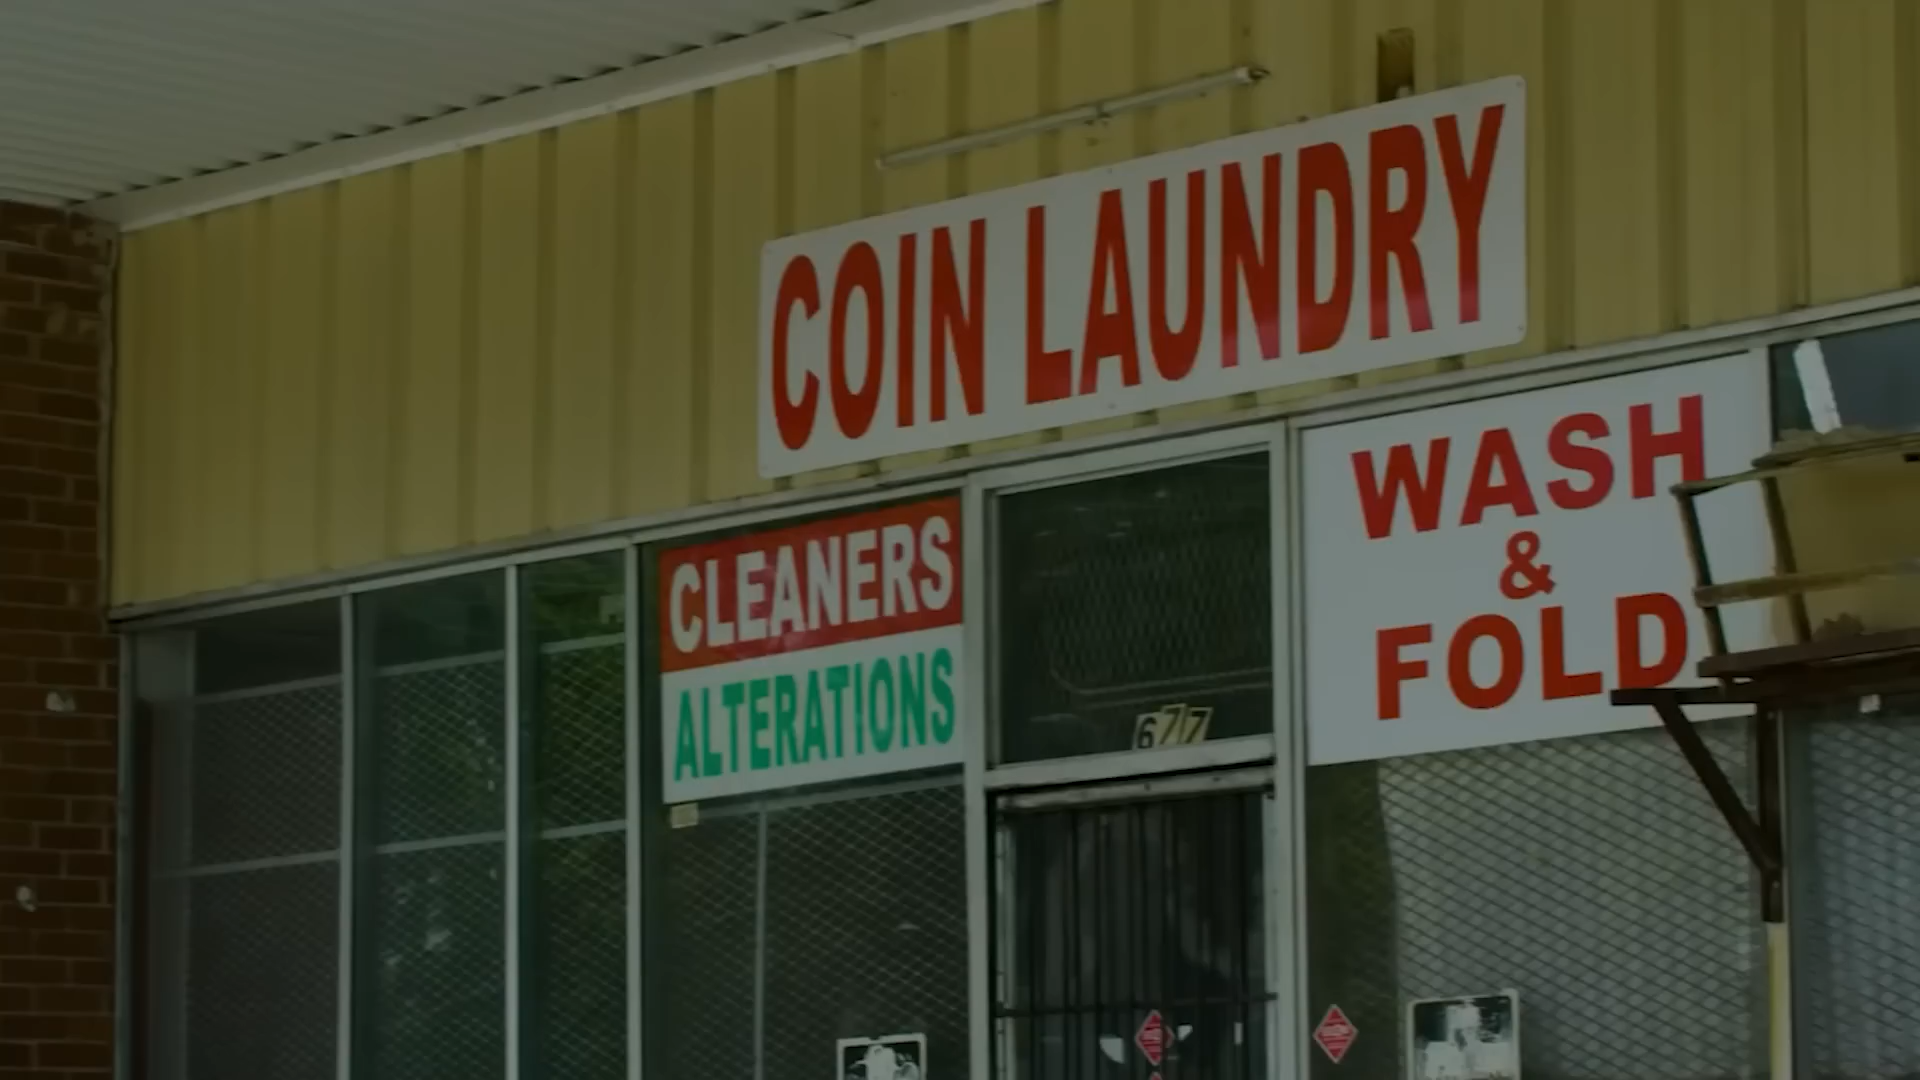 COIN LAUNDRY
CLEANERS
ALTERATIONS
WASH
&
FOLD
677